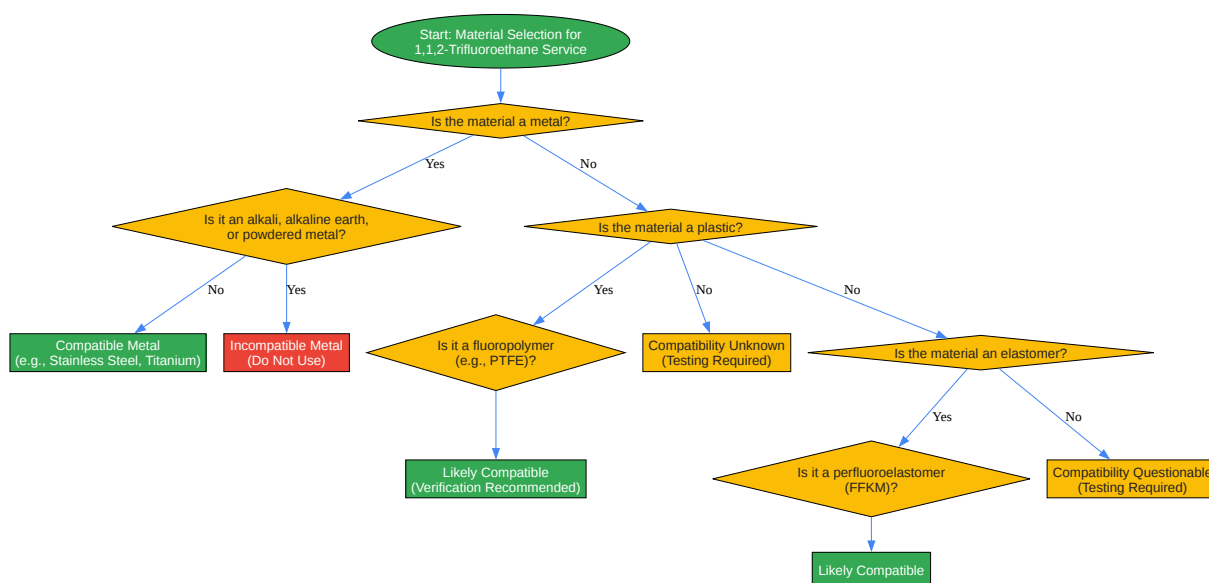 Start: Material Selection for
1,1,2-Trifluoroethane Service
Is the material a metal?
Yes
No
Is it an alkali, alkaline earth,
or powdered metal?
Is the material a plastic?
No
Yes
Yes
No
No
Compatible Metal
(e.g., Stainless Steel, Titanium)
Incompatible Metal
(Do Not Use)
Is it a fluoropolymer
(e.g., PTFE)?
Compatibility Unknown
(Testing Required)
Is the material an elastomer?
Yes
No
Likely Compatible
(Verification Recommended)
Is it a perfluoroelastomer
(FFKM)?
Compatibility Questionable
(Testing Required)
Likely Compatible